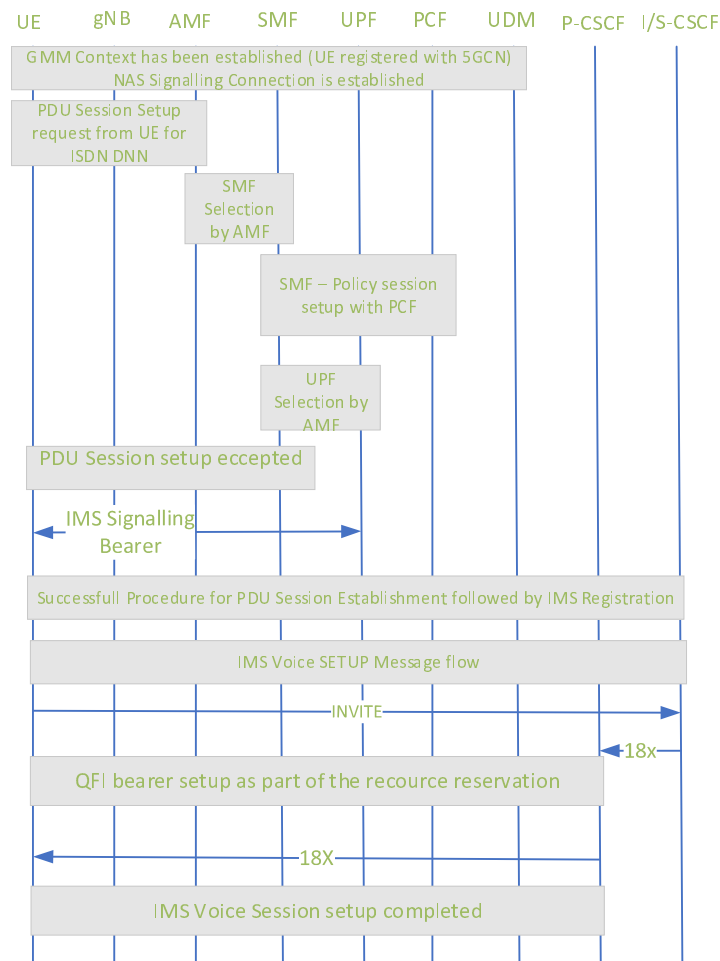 UE gNB AMF SMF UPF PCF UDM P-CSCF I/S-CSCF
GMM Context has been established (UE registered with 5GCN)
NAS Signalling Connection is established
PDU Session Setup
request from UE for
ISDN DNN
SMF
Selection
by AMF
SMF – Policy session
setup with PCF
UPF
Selection by
AMF
PDU Session setup eccepted
IMS Signalling
Bearer
Successfull Procedure for PDU Session Establishment followed by IMS Registration
IMS Voice SETUP Message flow
INVITE
18x
QFI bearer setup as part of the recource reservation
18X
IMS Voice Session setup completed